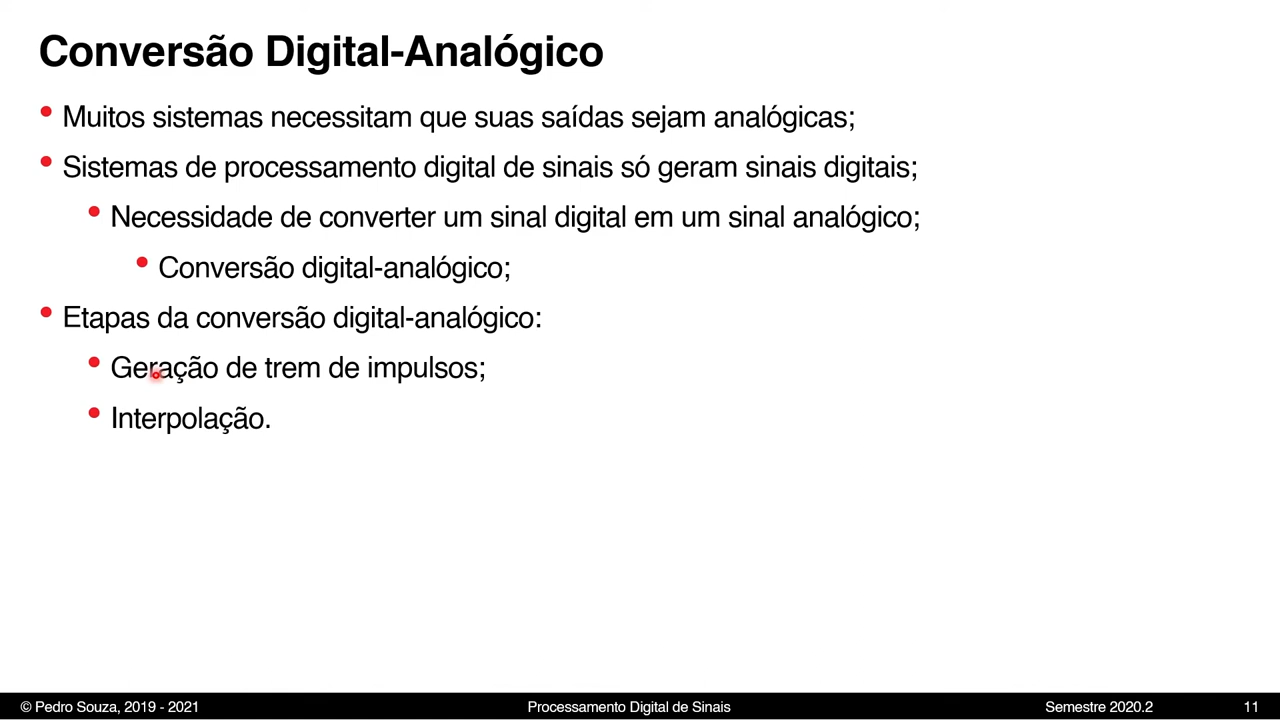 Conversão Digital-Analógico
• Muitos sistemas necessitam que suas saídas sejam analógicas;
• Sistemas de processamento digital de sinais só geram sinais digitais;
• Necessidade de converter um sinal digital em um sinal analógico;
• Conversão digital-analógico;
• Etapas da conversão digital-analógico:
• Geração de trem de impulsos;
• Interpolação.
© Pedro Souza, 2019 - 2021 Processamento Digital de Sinais Semestre 2020.2 11